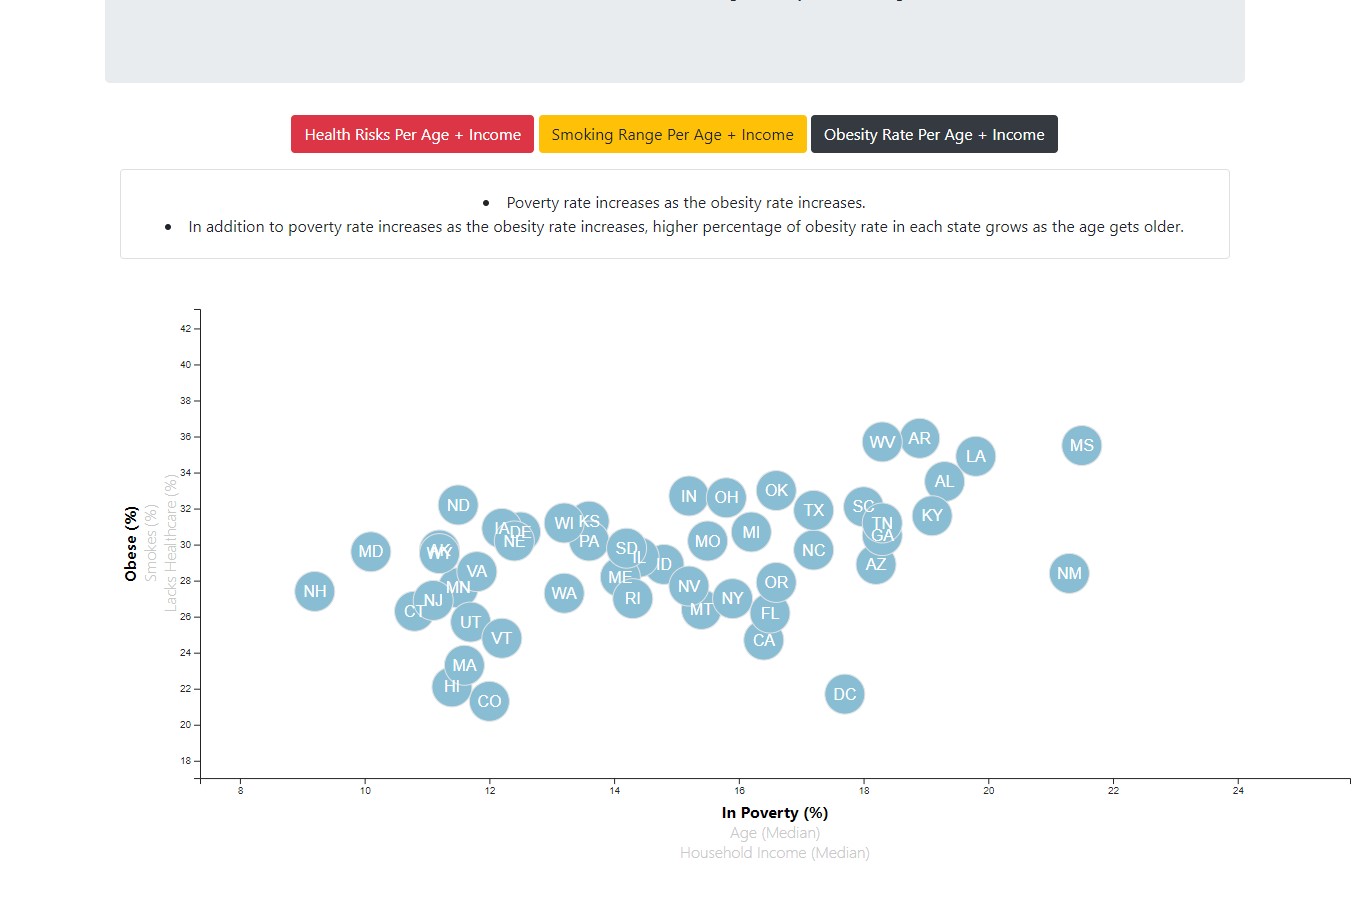 Health Risks Per Age + Income
Smoking Range Per Age + Income
Obesity Rate Per Age + Income
Poverty rate increases as the obesity rate increases.
In addition to poverty rate increases as the obesity rate increases, higher percentage of obesity rate in each state grows as the age gets older.
Obese (%)
Smokes (%)
Lacks Healthcare (%)
42
40
38
36
34
32
30
28
26
24
22
20
18
WV
AR
MS
LA
AL
ND
IN
OH
OK
TX
SC
KY
IA
DE
NE
WI
KS
PA
TN
GA
MO
MI
NC
MD
AK
WY
SD
IL
ID
AZ
NM
VA
ME
NH
MN
NJ
CT
WA
RI
NV
MT
NY
OR
FL
UT
VT
CA
MA
HI
CO
DC
8
10
12
14
16
18
20
22
24
In Poverty (%)
Age (Median)
Household Income (Median)